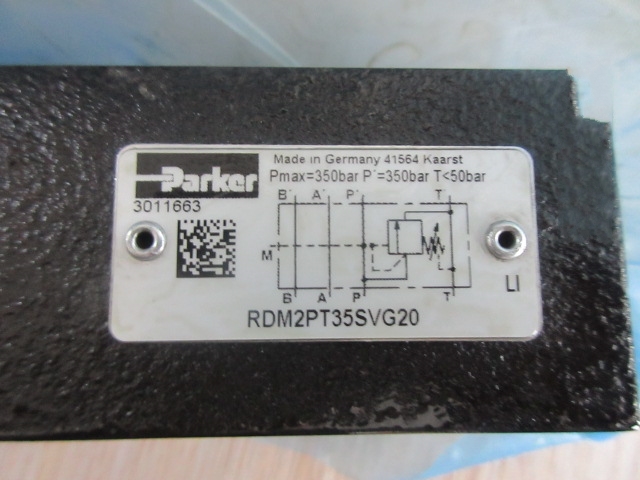 Parker
Made in Germany 41564 Kaarst
Pmax=350bar P´=350bar T<50bar
3011663
B´ A´ P´ T´
M
B A P T
LI
RDM2PT35SVG20